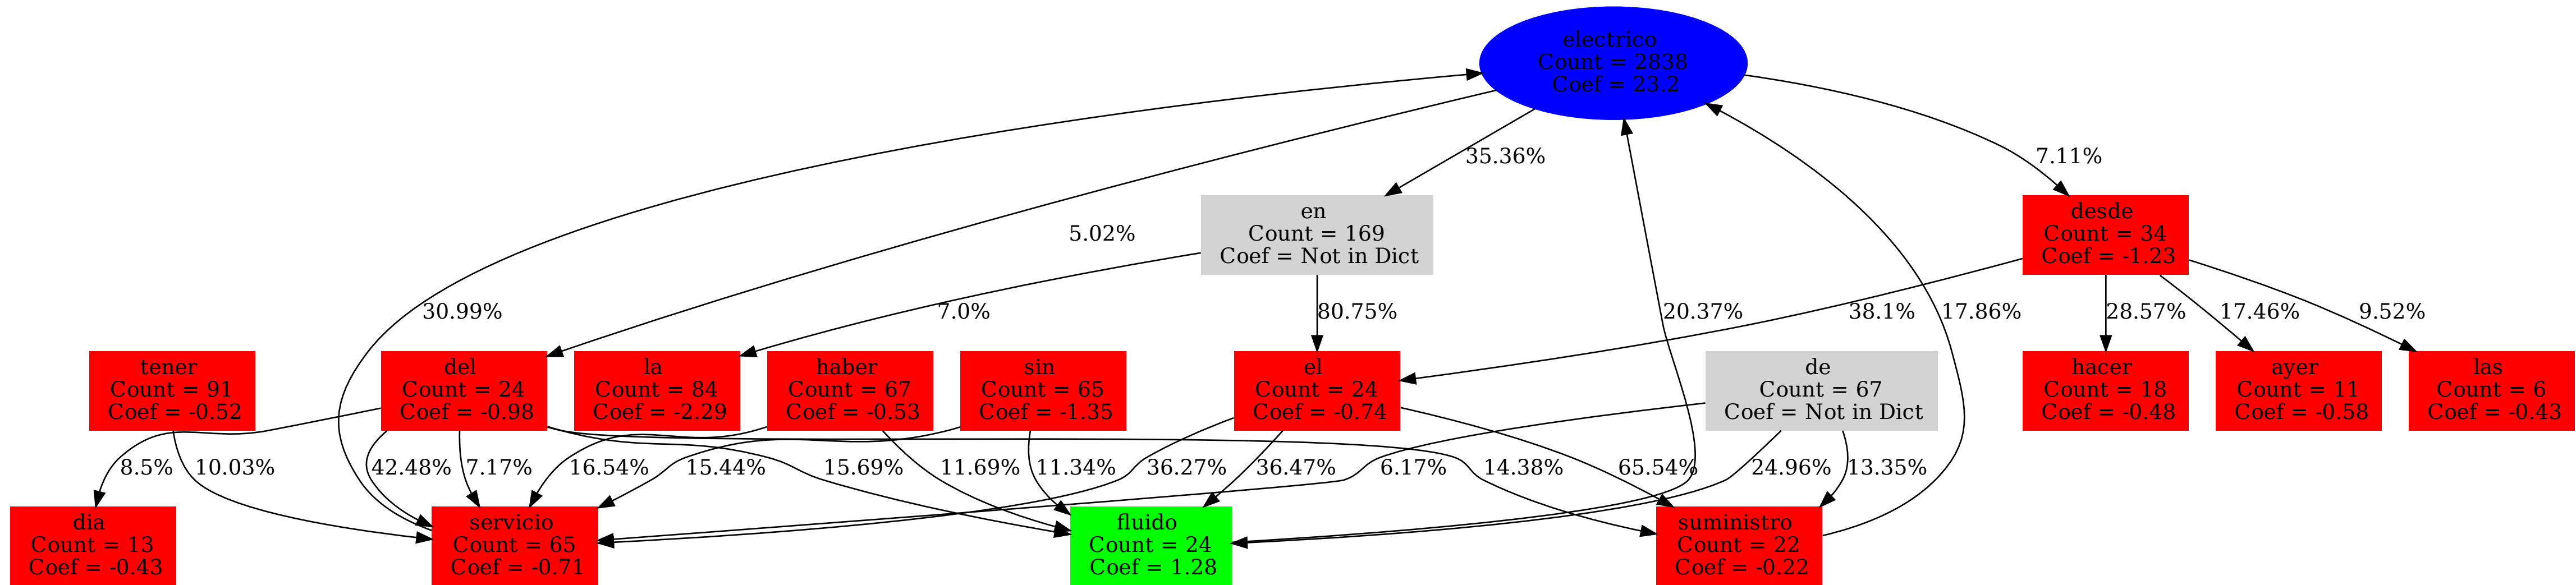 electrico
Count = 2838
Coef = 23.2
35.36%
7.11%
en
Count = 169
Coef = Not in Dict
desde
Count = 34
Coef = -1.23
5.02%
30.99%
7.0%
80.75%
20.37%
38.1%
17.86%
28.57%
17.46%
9.52%
tener
Count = 91
Coef = -0.52
del
Count = 24
Coef = -0.98
la
Count = 84
Coef = -2.29
haber
Count = 67
Coef = -0.53
sin
Count = 65
Coef = -1.35
el
Count = 24
Coef = -0.74
de
Count = 67
Coef = Not in Dict
hacer
Count = 18
Coef = -0.48
ayer
Count = 11
Coef = -0.58
las
Count = 6
Coef = -0.43
8.5%
10.03%
42.48%
7.17%
16.54%
15.44%
15.69%
11.69%
11.34%
36.27%
36.47%
6.17%
14.38%
65.54%
24.96%
13.35%
dia
Count = 13
Coef = -0.43
servicio
Count = 65
Coef = -0.71
fluido
Count = 24
Coef = 1.28
suministro
Count = 22
Coef = -0.22